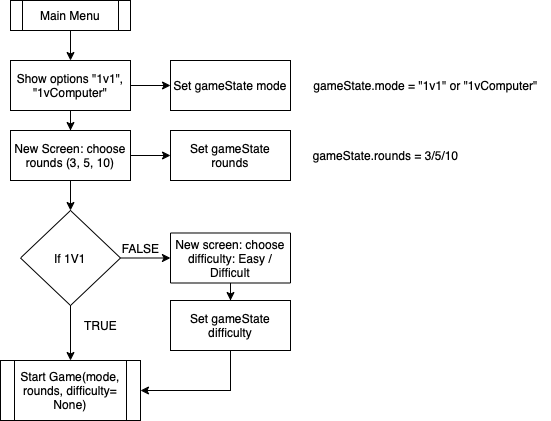 Main Menu
Show options "1v1",
"1vComputer"
Set gameState mode
gameState.mode = "1v1" or "1vComputer"
New Screen: choose
rounds (3, 5, 10)
Set gameState
rounds
gameState.rounds = 3/5/10
If 1V1
FALSE
New screen: choose
difficulty: Easy /
Difficult
Set gameState
difficulty
TRUE
Start Game(mode,
rounds, difficulty=
None)